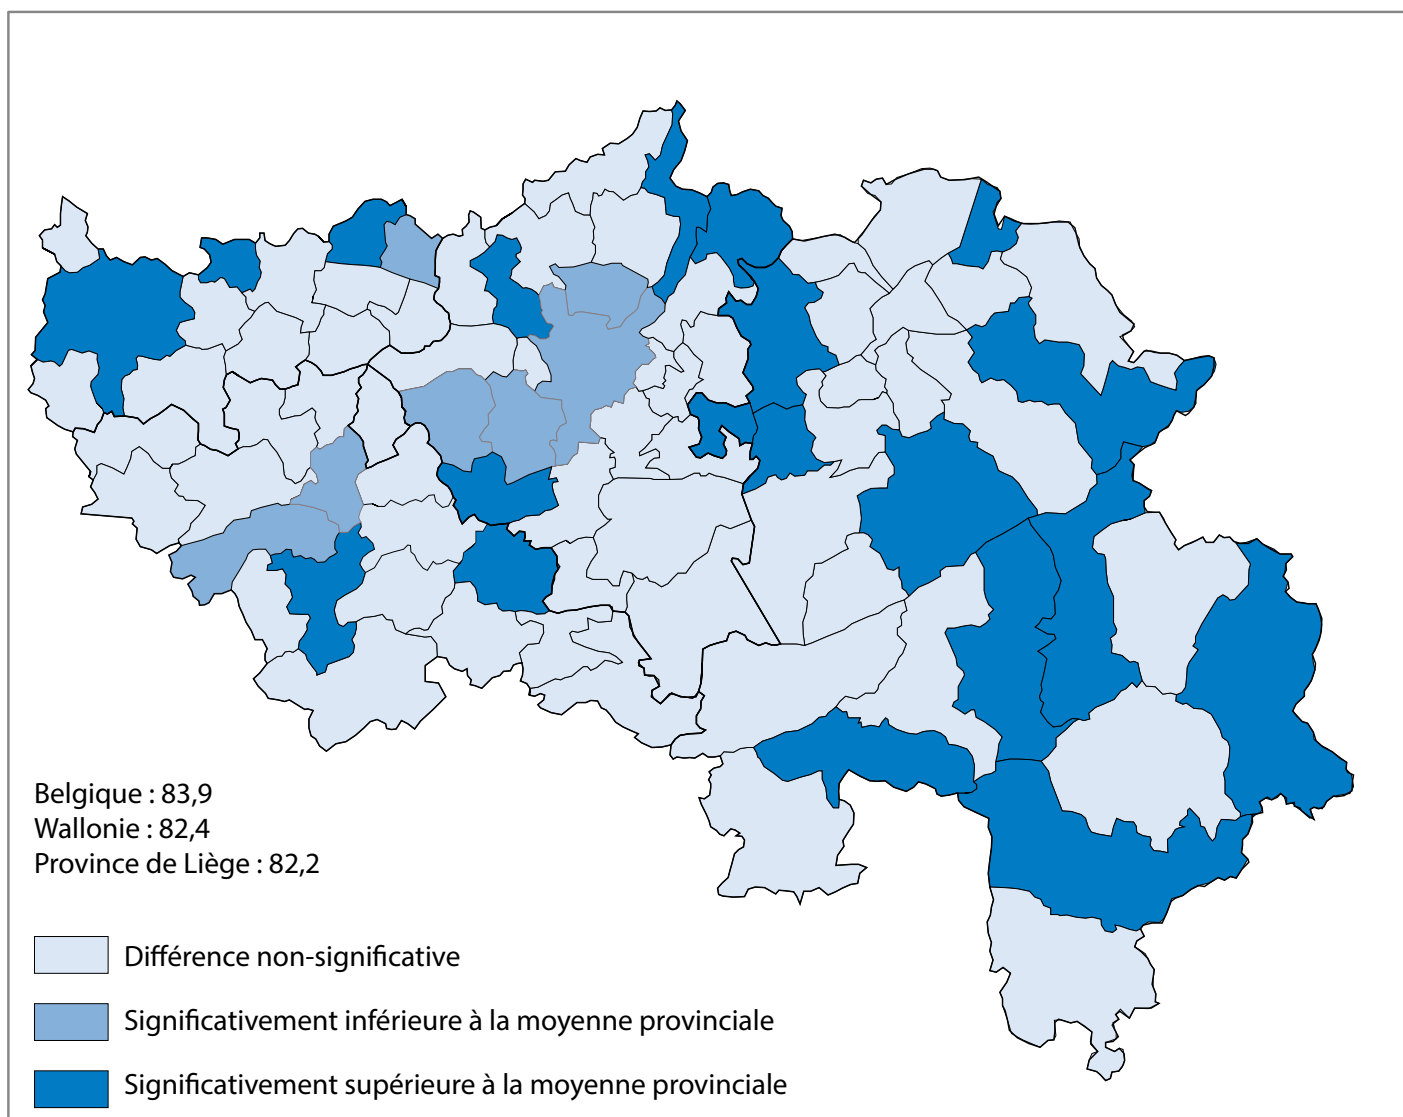 Belgique : 83,9
Wallonie : 82,4
Province de Liège : 82,2
Différence non-significative
Significativement inférieure à la moyenne provinciale
Significativement supérieure à la moyenne provinciale